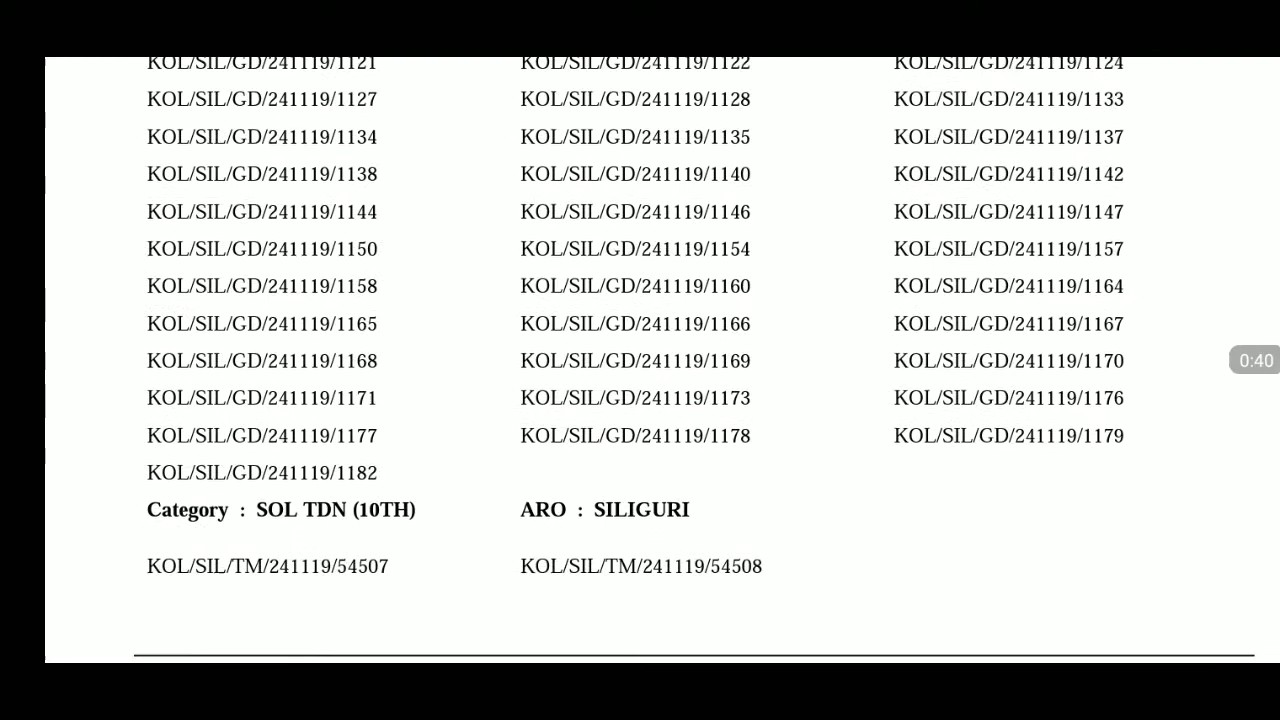 KOL/SIL/GD/241119/1121 KOL/SIL/GD/241119/1122 KOL/SIL/GD/241119/1124
KOL/SIL/GD/241119/1127 KOL/SIL/GD/241119/1128 KOL/SIL/GD/241119/1133
KOL/SIL/GD/241119/1134 KOL/SIL/GD/241119/1135 KOL/SIL/GD/241119/1137
KOL/SIL/GD/241119/1138 KOL/SIL/GD/241119/1140 KOL/SIL/GD/241119/1142
KOL/SIL/GD/241119/1144 KOL/SIL/GD/241119/1146 KOL/SIL/GD/241119/1147
KOL/SIL/GD/241119/1150 KOL/SIL/GD/241119/1154 KOL/SIL/GD/241119/1157
KOL/SIL/GD/241119/1158 KOL/SIL/GD/241119/1160 KOL/SIL/GD/241119/1164
KOL/SIL/GD/241119/1165 KOL/SIL/GD/241119/1166 KOL/SIL/GD/241119/1167
0:40
KOL/SIL/GD/241119/1168 KOL/SIL/GD/241119/1169 KOL/SIL/GD/241119/1170
KOL/SIL/GD/241119/1171 KOL/SIL/GD/241119/1173 KOL/SIL/GD/241119/1176
KOL/SIL/GD/241119/1177 KOL/SIL/GD/241119/1178 KOL/SIL/GD/241119/1179
KOL/SIL/GD/241119/1182
Category : SOL TDN (10TH) ARO : SILIGURI
KOL/SIL/TM/241119/54507 KOL/SIL/TM/241119/54508